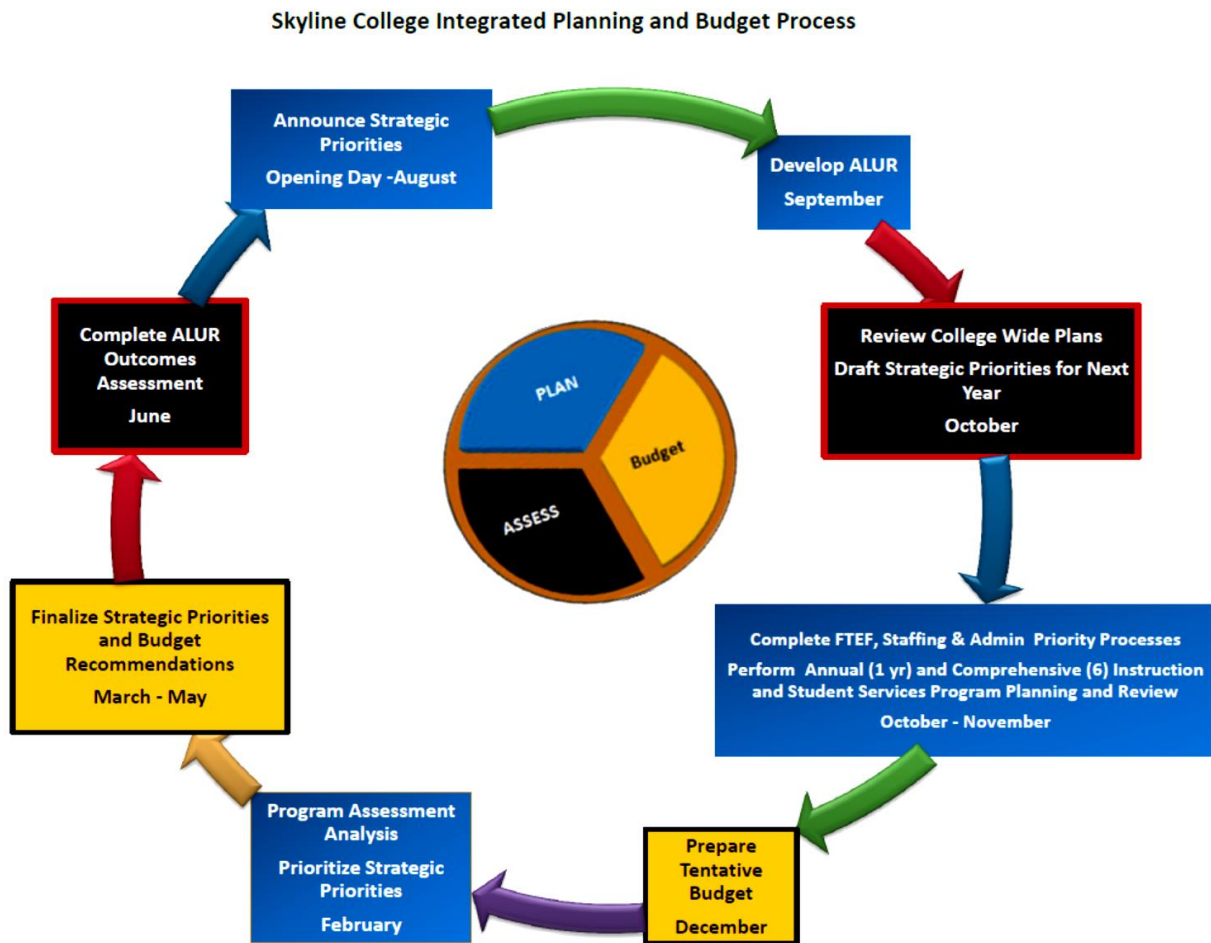 Skyline College Integrated Planning and Budget Process
Announce Strategic
Priorities
Opening Day -August
Develop ALUR
September
Review College Wide Plans
Draft Strategic Priorities for Next
Year
October
Complete FTEF, Staffing & Admin Priority Processes
Perform Annual (1 yr) and Comprehensive (6) Instruction
and Student Services Program Planning and Review
October - November
Prepare
Tentative
Budget
December
Program Assessment
Analysis
Prioritize Strategic
Priorities
February
Finalize Strategic Priorities
and Budget
Recommendations
March - May
Complete ALUR
Outcomes
Assessment
June
PLAN
Budget
ASSESS